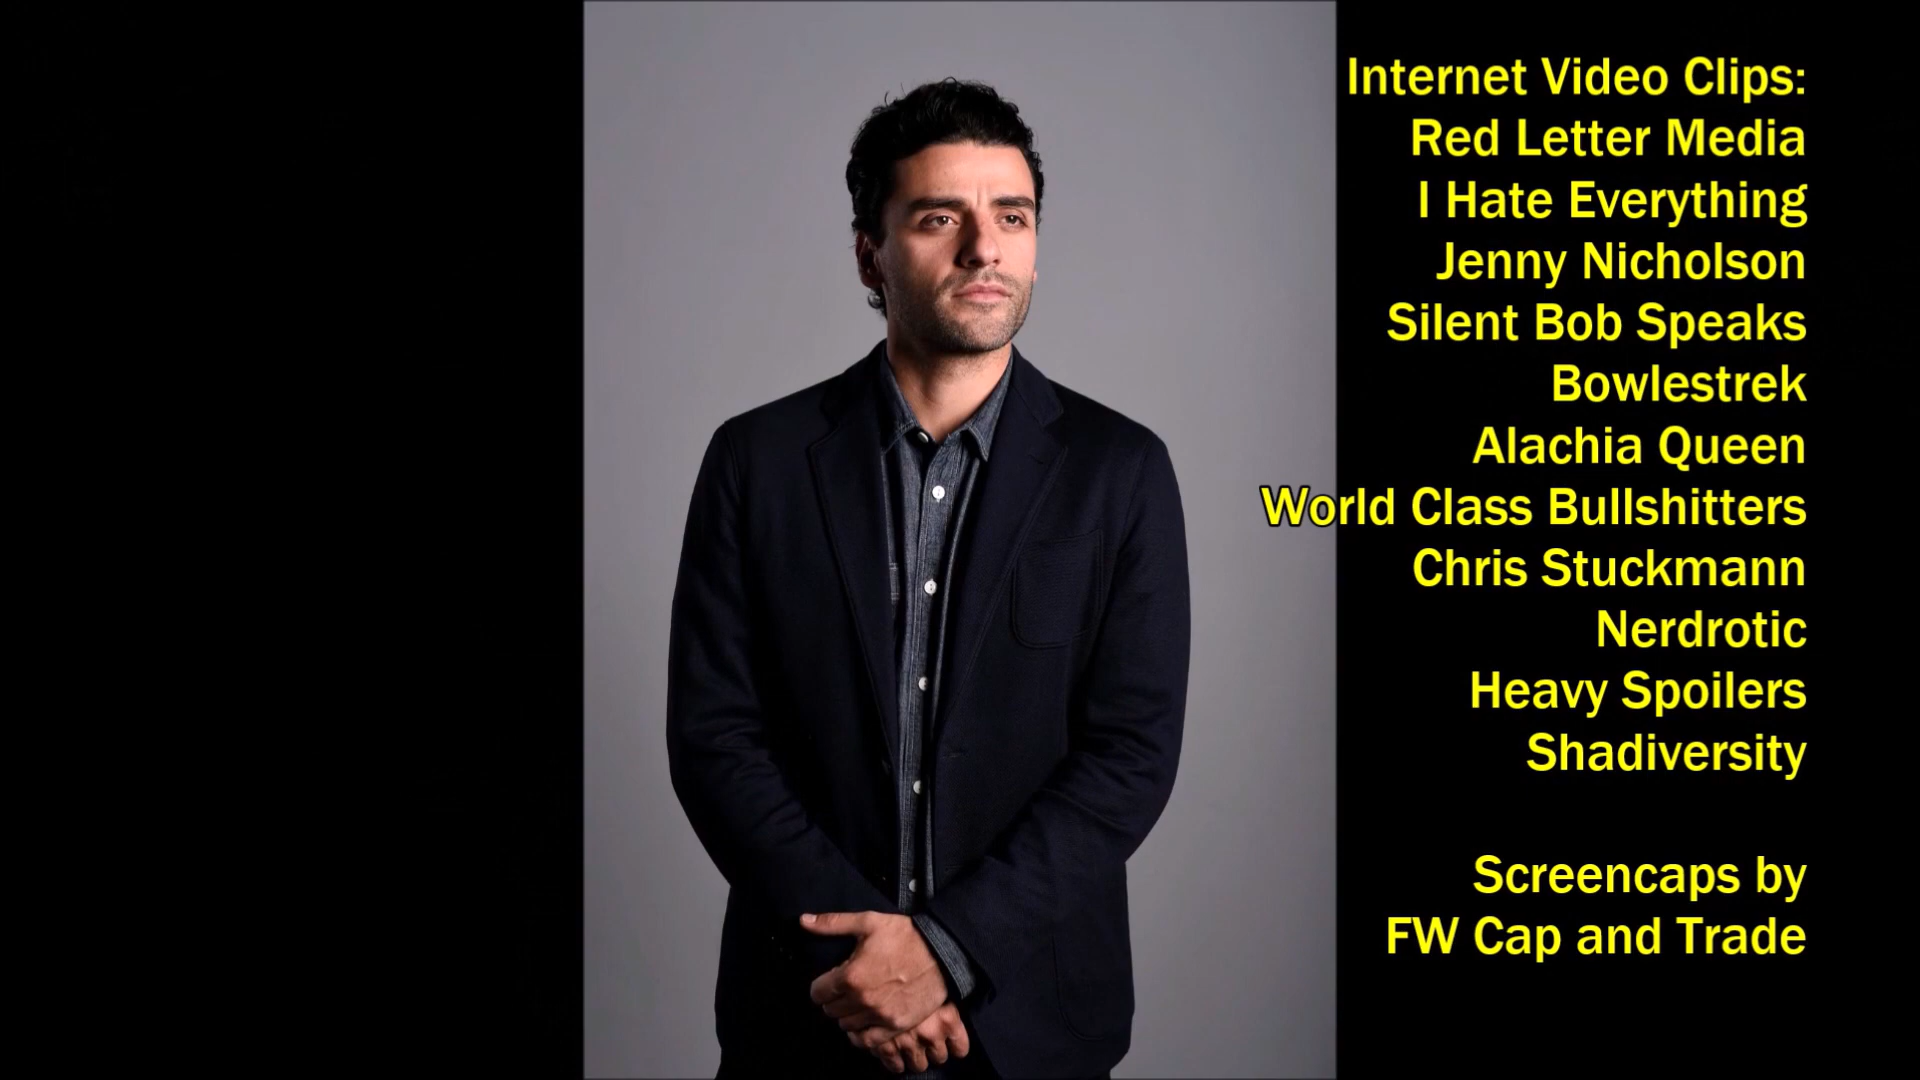 Internet Video Clips:
Red Letter Media
I Hate Everything
Jenny Nicholson
Silent Bob Speaks
Bowlestrek
Alachia Queen
World Class Bullshitters
Chris Stuckmann
Nerdrotic
Heavy Spoilers
Shadiversity
Screencaps by
FW Cap and Trade